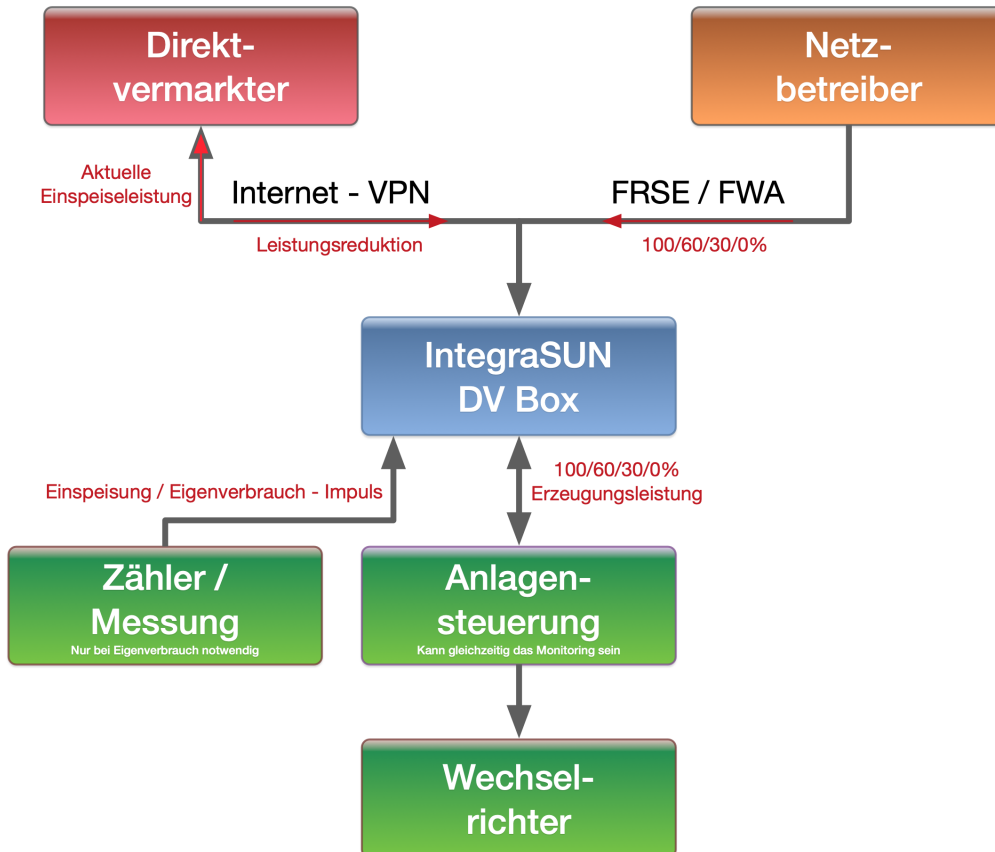 Direkt-
vermarkter
Netz-
betreiber
Aktuelle
Einspeiseleistung
Internet - VPN
FRSE / FWA
Leistungsreduktion
100/60/30/0%
IntegraSUN
DV Box
Einspeisung / Eigenverbrauch - Impuls
100/60/30/0%
Erzeugungsleistung
Zähler /
Messung
Nur bei Eigenverbrauch notwendig
Anlagen-
steuerung
Kann gleichzeitig das Monitoring sein
Wechsel-
richter